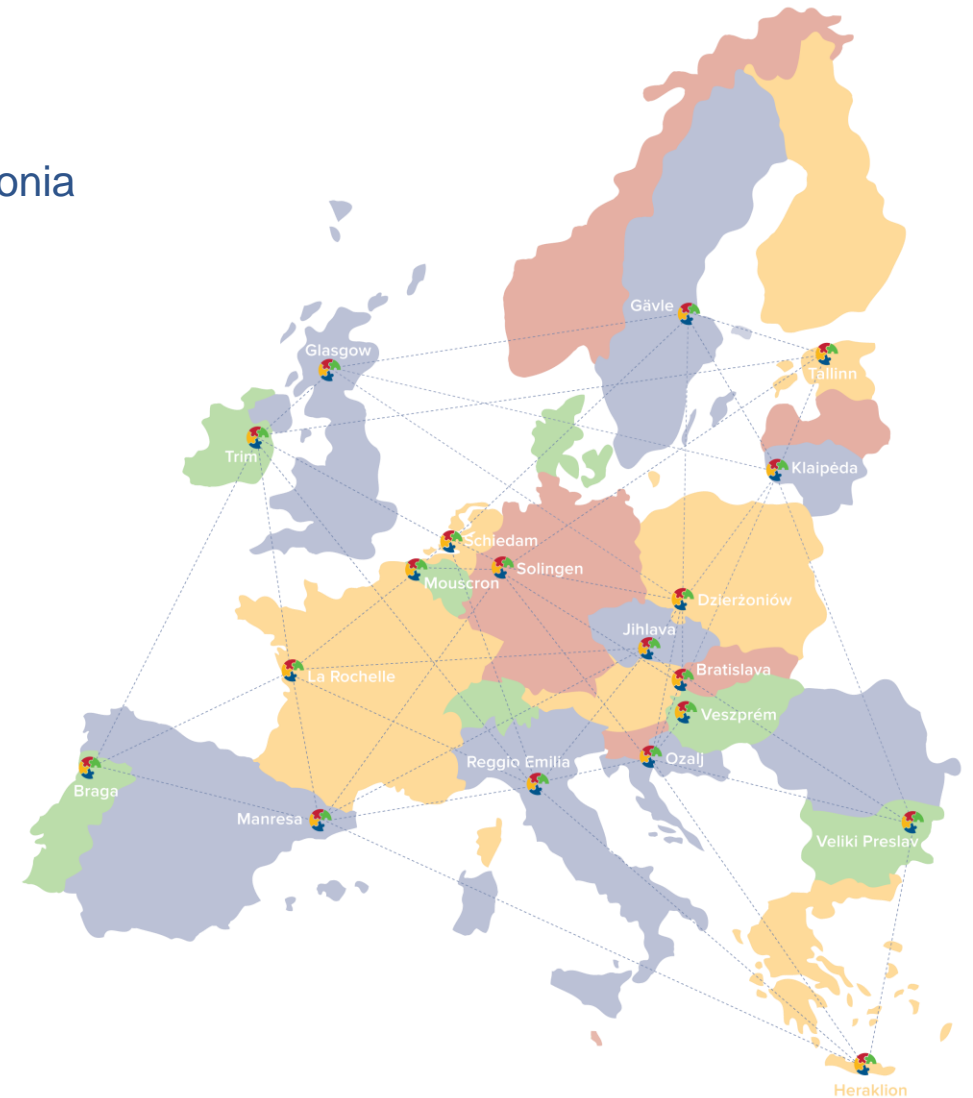 onia
Gävle
Glasgow
Tallinn
Trim
Klaipėda
Schiedam
Solingen
Mouscron
Dzierżoniów
Jihlava
Bratislava
La Rochelle
Veszprém
Reggio Emilia
Ozalj
Braga
Manresa
Veliki Preslav
Heraklion